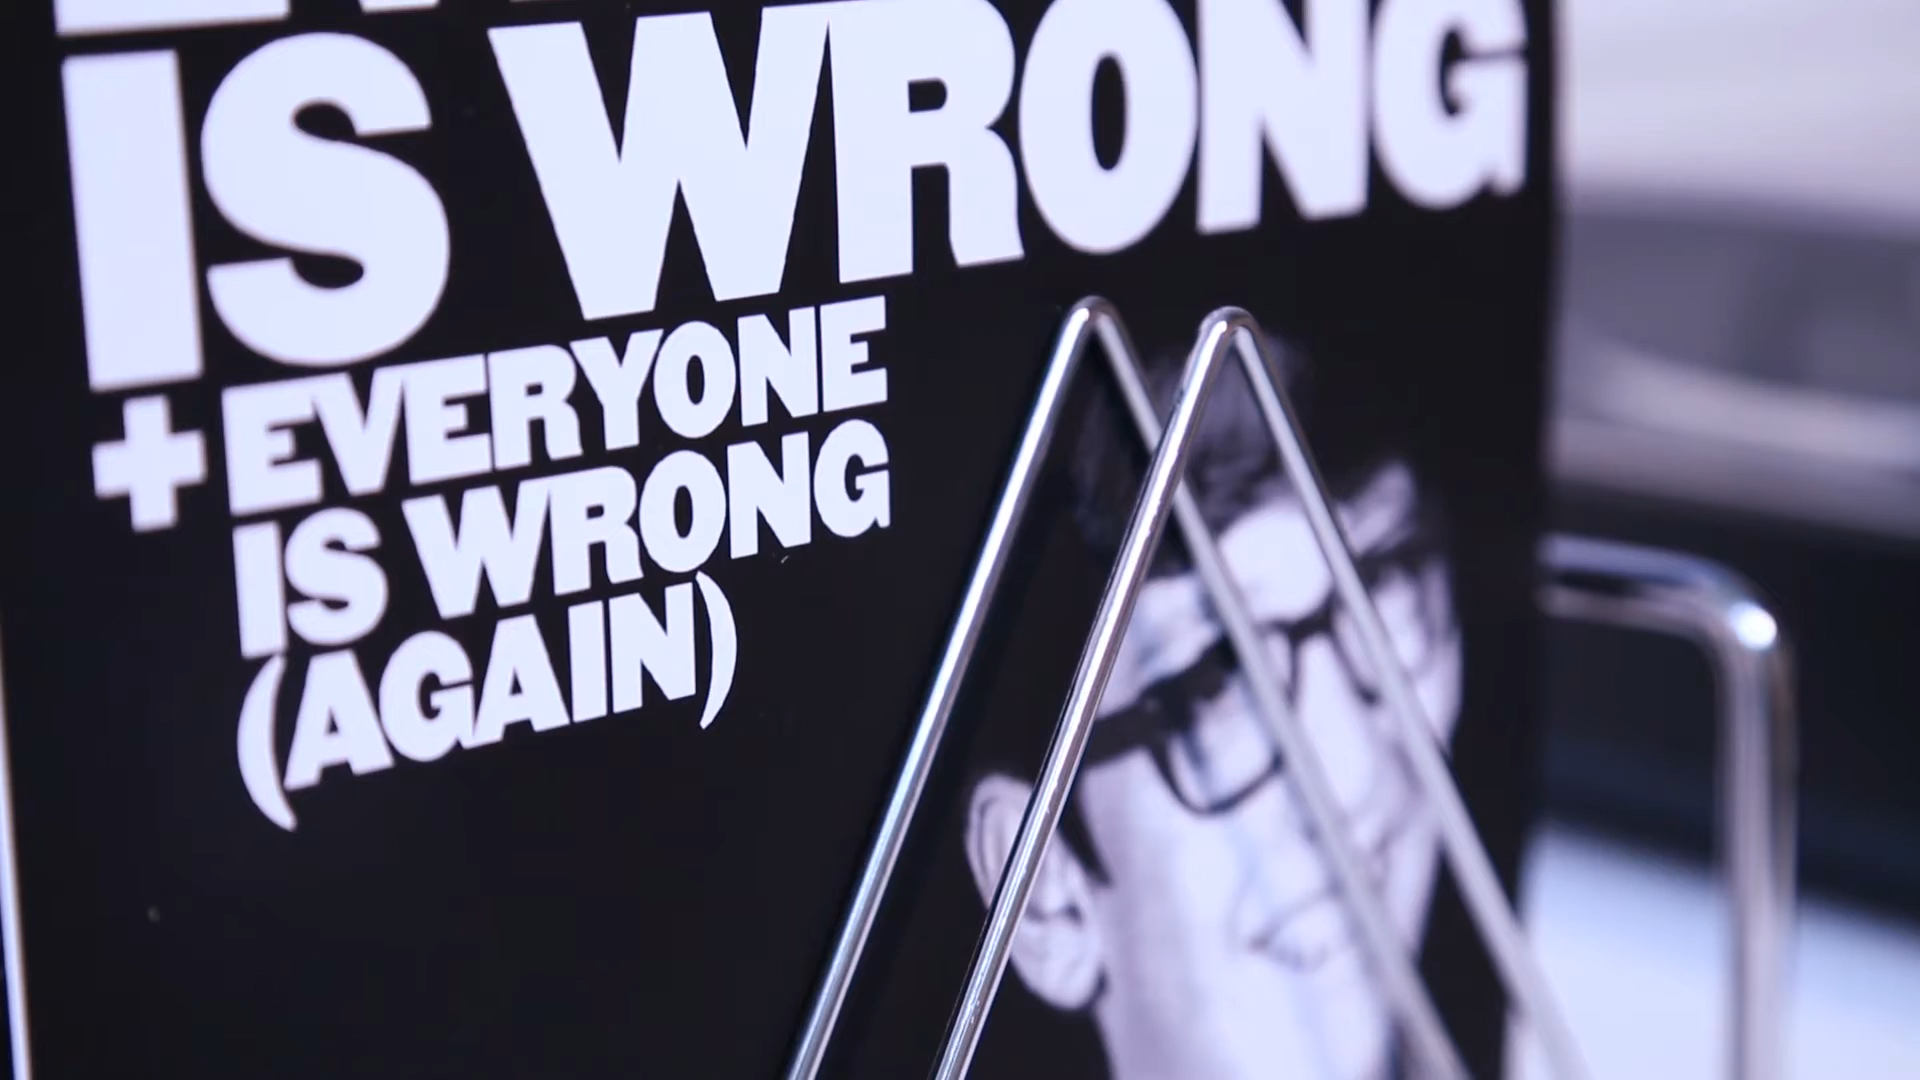 IS WRONG
+ EVERYONE
IS WRONG
(AGAIN)